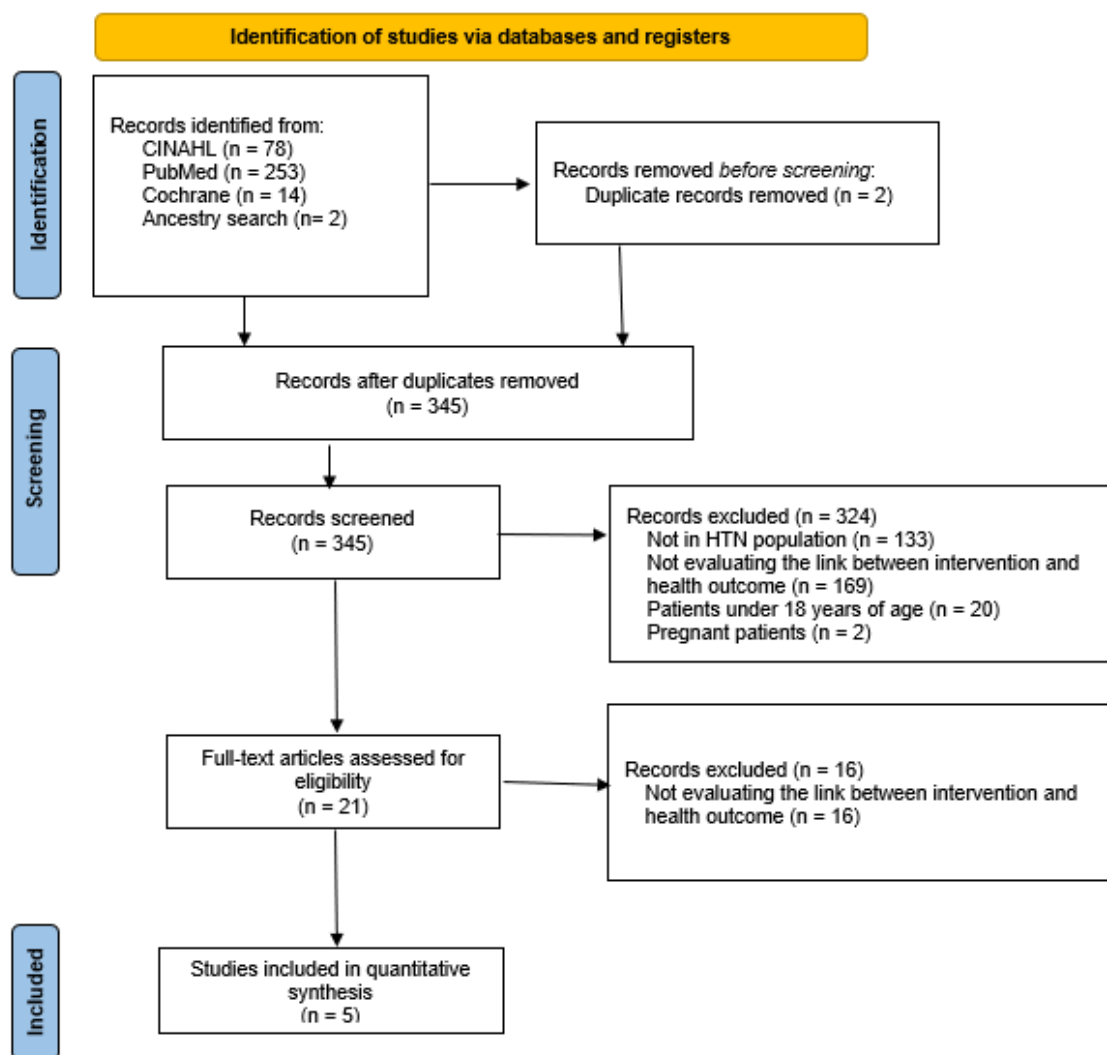 Identification of studies via databases and registers
Identification
Records identified from:
CINAHL (n = 78)
PubMed (n = 253)
Cochrane (n = 14)
Ancestry search (n= 2)
Records removed before screening:
Duplicate records removed (n = 2)
Screening
Records after duplicates removed
(n = 345)
Records screened
(n = 345)
Records excluded (n = 324)
Not in HTN population (n = 133)
Not evaluating the link between intervention and
health outcome (n = 169)
Patients under 18 years of age (n = 20)
Pregnant patients (n = 2)
Full-text articles assessed for
eligibility
(n = 21)
Records excluded (n = 16)
Not evaluating the link between intervention and
health outcome (n = 16)
Included
Studies included in quantitative
synthesis
(n = 5)